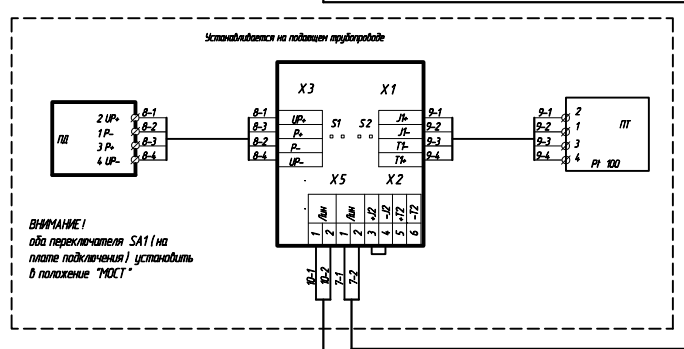 Устанавливается на подающем трубопроводе
X3 X1
ПД
2 UP+ 8-1
1 P- 8-2
3 P+ 8-3
4 UP- 8-4
8-1 UP+
8-3 P+
8-2 P-
8-4 UP-
S1 S2
J1+ 9-1
J1- 9-2
T1- 9-3
T1+ 9-4
9-1 2
9-2 1
9-3 3
9-4 4
ПТ
Pt 100
X5 X2
Лин Лин +J2 -J2 +T2 -T2
1 2 1 2 3 4 5 6
10-1 10-2 7-1 7-2
ВНИМАНИЕ!
оба переключателя SA1 (на
плате подключения) установить
в положение "МОСТ"